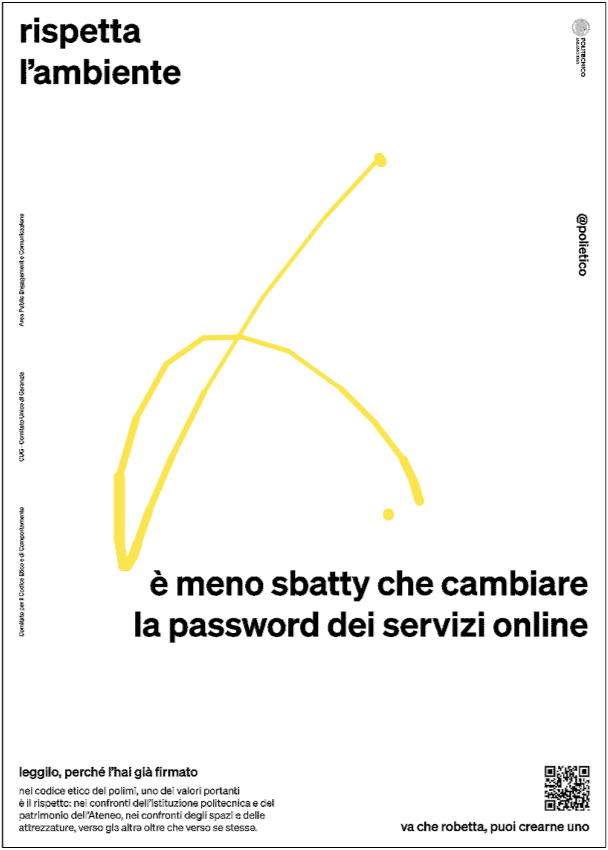 rispetta
l'ambiente
POLITECNICO
MILANO 1863
@polietico
Area Public Engagement e Comunicazione
CUG - Comitato Unico di Garanzia
Comitato per il Codice Etico e di Comportamento
è meno sbatty che cambiare
la password dei servizi online
leggilo, perché l'hai già firmato
nel codice etico del polimi, uno dei valori portanti
è il rispetto: nei confronti dell'istituzione politecnica e del
patrimonio dell'Ateneo, nei confronti degli spazi e delle
attrezzature, verso gliə altrə oltre che verso se stessə.
va che robetta, puoi crearne uno